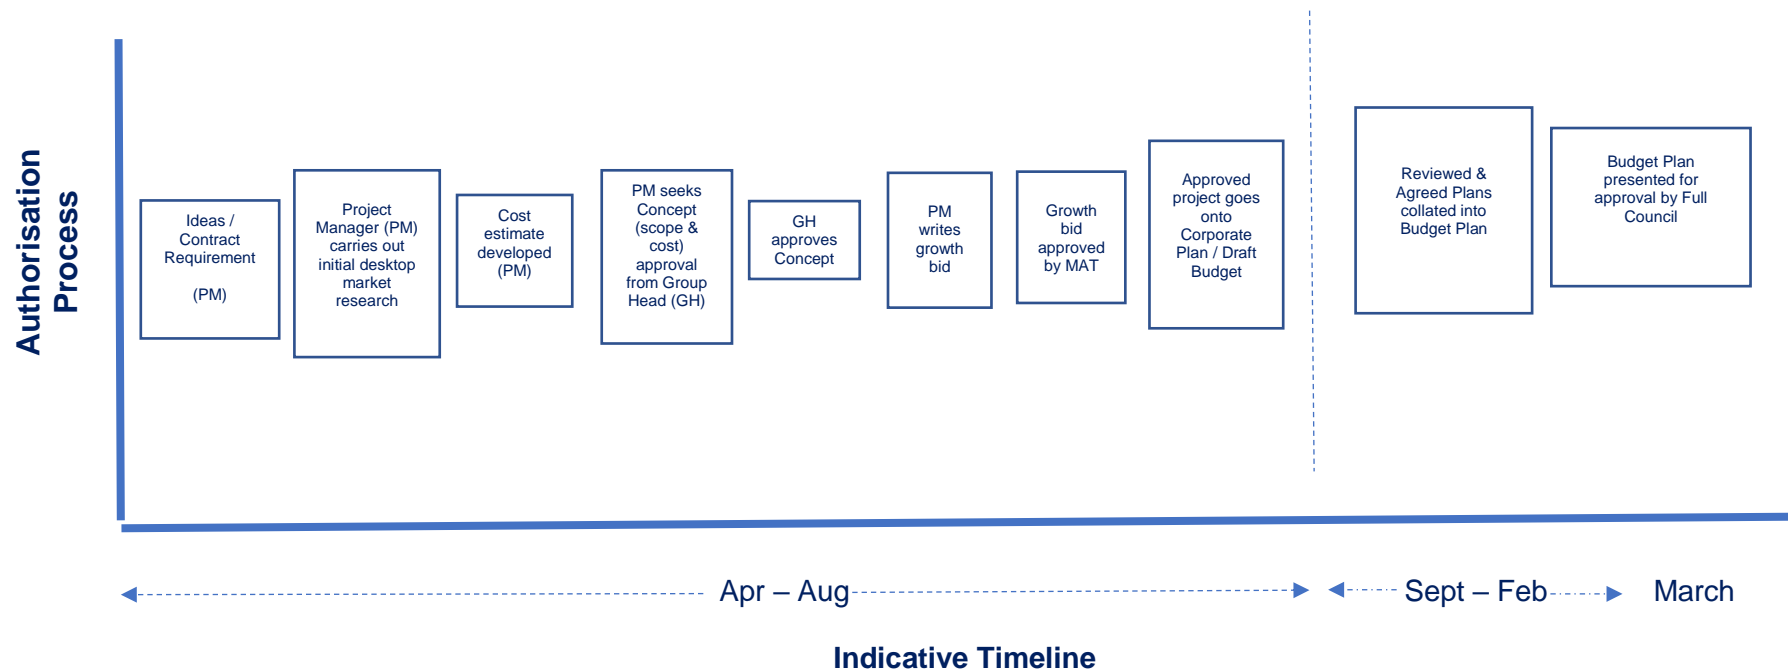 Authorisation
Process
Ideas /
Contract
Requirement
(PM)
Project
Manager (PM)
carries out
initial desktop
market
research
Cost
estimate
developed
(PM)
PM seeks
Concept
(scope &
cost)
approval
from Group
Head (GH)
GH
approves
Concept
PM
writes
growth
bid
Growth
bid
approved
by MAT
Approved
project goes
onto
Corporate
Plan / Draft
Budget
Reviewed &
Agreed Plans
collated into
Budget Plan
Budget Plan
presented for
approval by Full
Council
Apr – Aug
Sept – Feb
March
Indicative Timeline